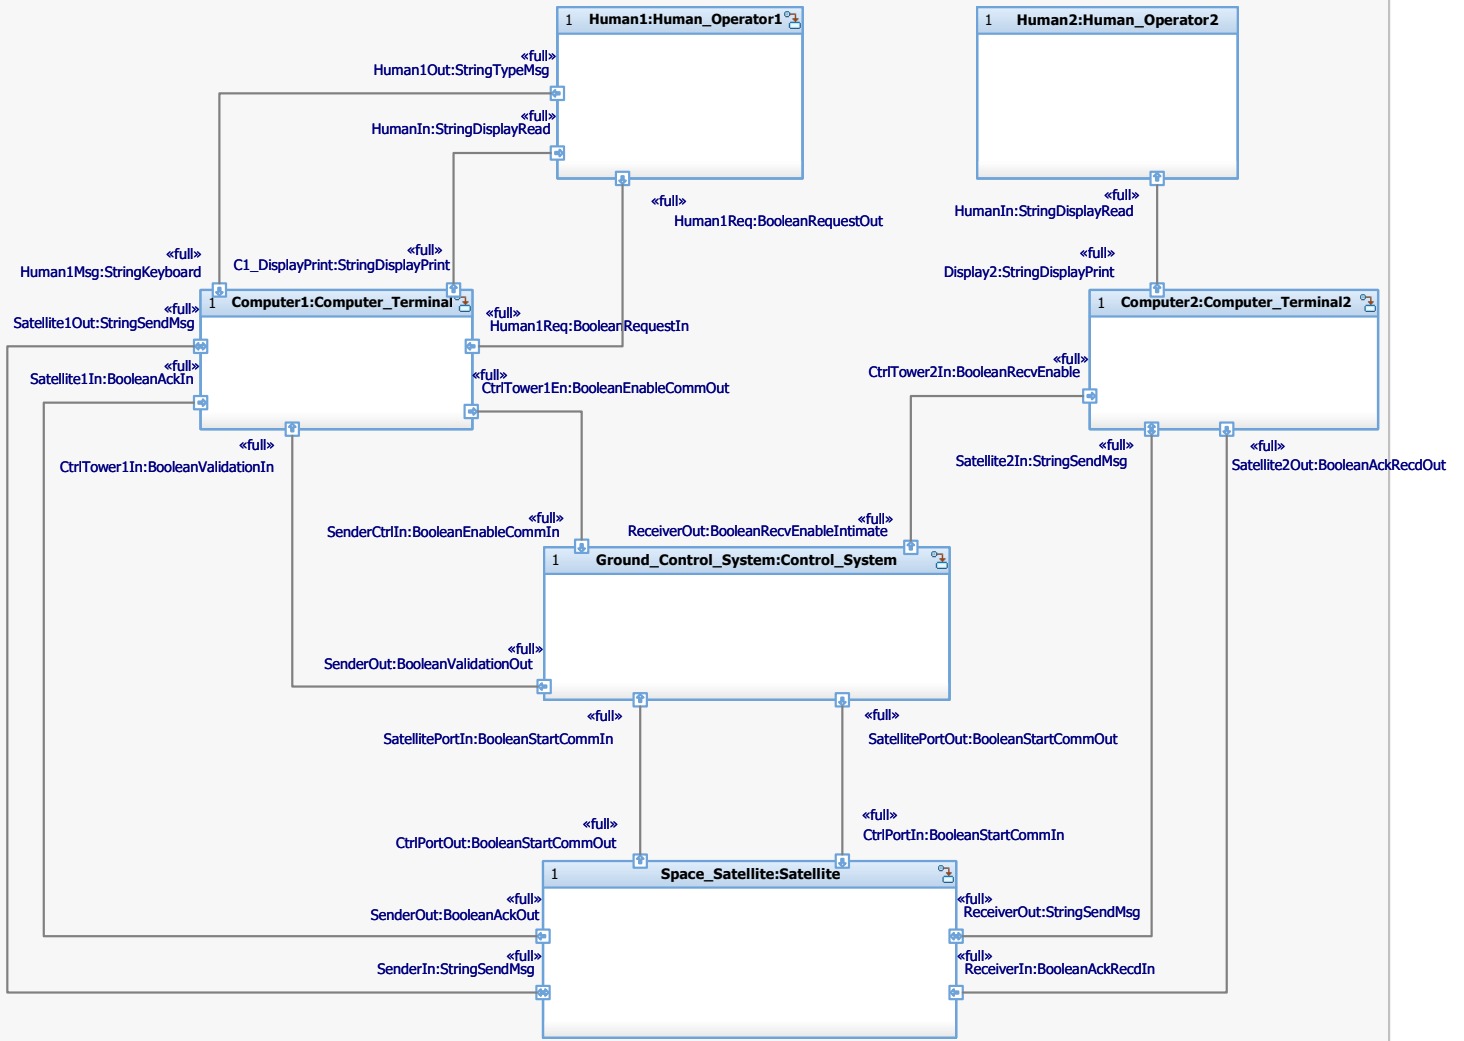 1 Human1:Human_Operator1
1 Human2:Human_Operator2
«full»
Human1Out:StringTypeMsg
«full»
HumanIn:StringDisplayRead
«full»
Human1Req:BooleanRequestOut
«full»
HumanIn:StringDisplayRead
«full»
Human1Msg:StringKeyboard
«full»
C1_DisplayPrint:StringDisplayPrint
«full»
Display2:StringDisplayPrint
1 Computer1:Computer_Terminal
1 Computer2:Computer_Terminal2
«full»
Satellite1Out:StringSendMsg
«full»
Human1Req:BooleanRequestIn
«full»
Satellite1In:BooleanAckIn
«full»
CtrlTower1En:BooleanEnableCommOut
«full»
CtrlTower2In:BooleanRecvEnable
«full»
CtrlTower1In:BooleanValidationIn
«full»
Satellite2In:StringSendMsg
«full»
Satellite2Out:BooleanAckRecdOut
«full»
SenderCtrlIn:BooleanEnableCommIn
«full»
ReceiverOut:BooleanRecvEnableIntimate
1 Ground_Control_System:Control_System
«full»
SenderOut:BooleanValidationOut
«full»
SatellitePortIn:BooleanStartCommIn
«full»
SatellitePortOut:BooleanStartCommOut
«full»
CtrlPortOut:BooleanStartCommOut
«full»
CtrlPortIn:BooleanStartCommIn
1 Space_Satellite:Satellite
«full»
SenderOut:BooleanAckOut
«full»
ReceiverOut:StringSendMsg
«full»
SenderIn:StringSendMsg
«full»
ReceiverIn:BooleanAckRecdIn